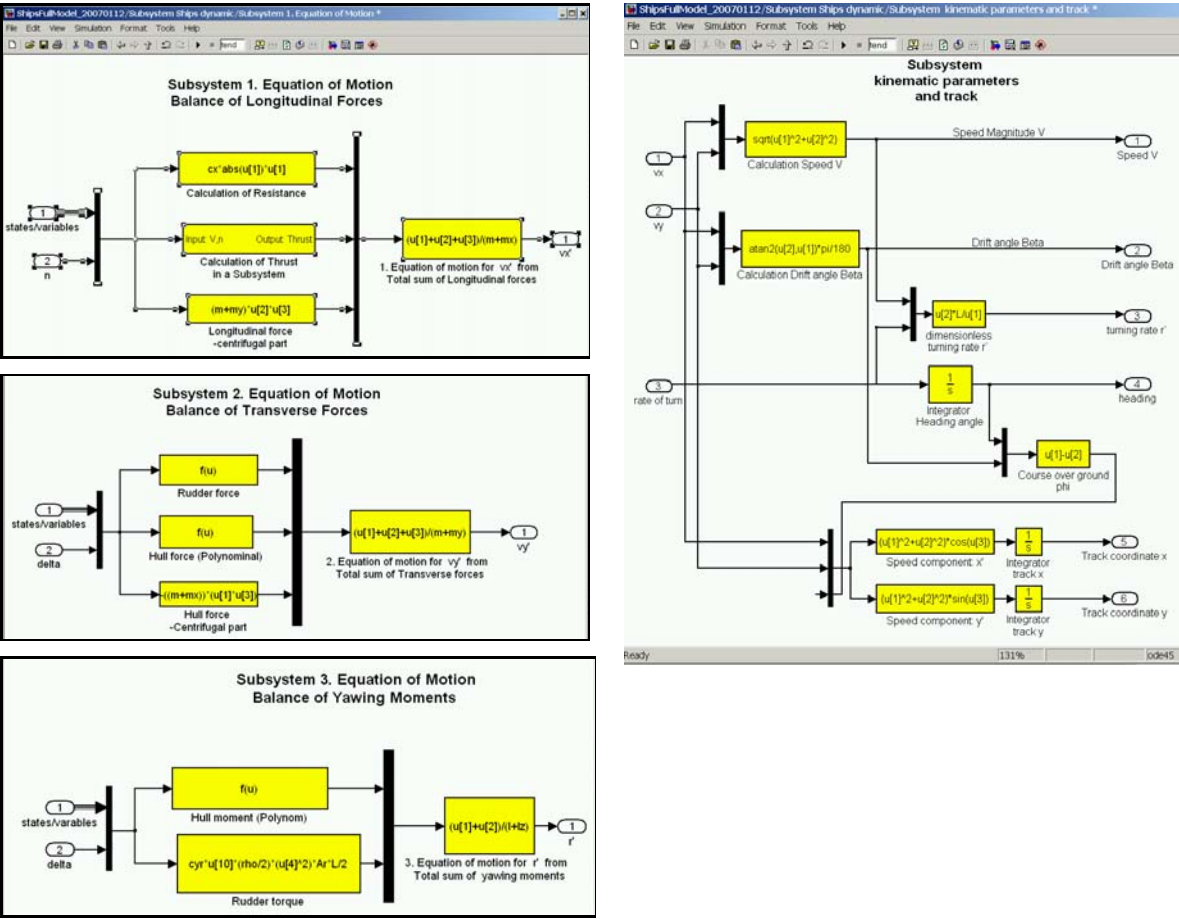 ShipsFullModel_20070112/Subsystem Ships dynamic/Subsystem 1. Equation of Motion *
File Edit View Simulation Format Tools Help
tend
Subsystem 1. Equation of Motion
Balance of Longitudinal Forces
cx*abs(u[1])*u[1]
Calculation of Resistance
1
states/variables
Input: V,n Output: Thrust
Calculation of Thrust
in a Subsystem
2
n
(u[1]+u[2]+u[3])/(m+mx)
1. Equation of motion for vx' from
Total sum of Longitudinal forces
1
vx'
(m+my)*u[2]*u[3]
Longitudinal force
-centrifugal part
Subsystem 2. Equation of Motion
Balance of Transverse Forces
f(u)
Rudder force
1
states/variables
f(u)
Hull force (Polynominal)
2
delta
(u[1]+u[2]+u[3])/(m+my)
2. Equation of motion for vy' from
Total sum of Transverse forces
1
vy'
-((m+mx))*(u[1]*u[3])
Hull force
-Centrifugal part
Subsystem 3. Equation of Motion
Balance of Yawing Moments
f(u)
Hull moment (Polynom)
1
states/varables
2
delta
cyr*u[10]*(rho/2)*(u[4]^2)*Ar*L/2
Rudder torque
(u[1]+u[2])/(I+Iz)
3. Equation of motion for r' from
Total sum of yawing moments
1
r'
ShipsFullModel_20070112/Subsystem Ships dynamic/Subsystem kinematic parameters and track *
File Edit View Simulation Format Tools Help
tend
Subsystem
kinematic parameters
and track
1
vx
sqrt(u[1]^2+u[2]^2)
Calculation Speed V
Speed Magnitude V
1
Speed V
2
vy
atan2(u[2],u[1])*pi/180
Calculation Drift angle Beta
Drift angle Beta
2
Drift angle Beta
u[2]*L/u[1]
dimensionless
turning rate r`
3
turning rate r`
3
rate of turn
1
s
Integrator
Heading angle
4
heading
u[1]-u[2]
Course over ground
phi
(u[1]^2+u[2]^2)*cos(u[3])
Speed component: x'
1
s
Integrator
track x
5
Track coordinate x
(u[1]^2+u[2]^2)*sin(u[3])
Speed component: y'
1
s
Integrator
track y
6
Track coordinate y
Ready
131%
ode45